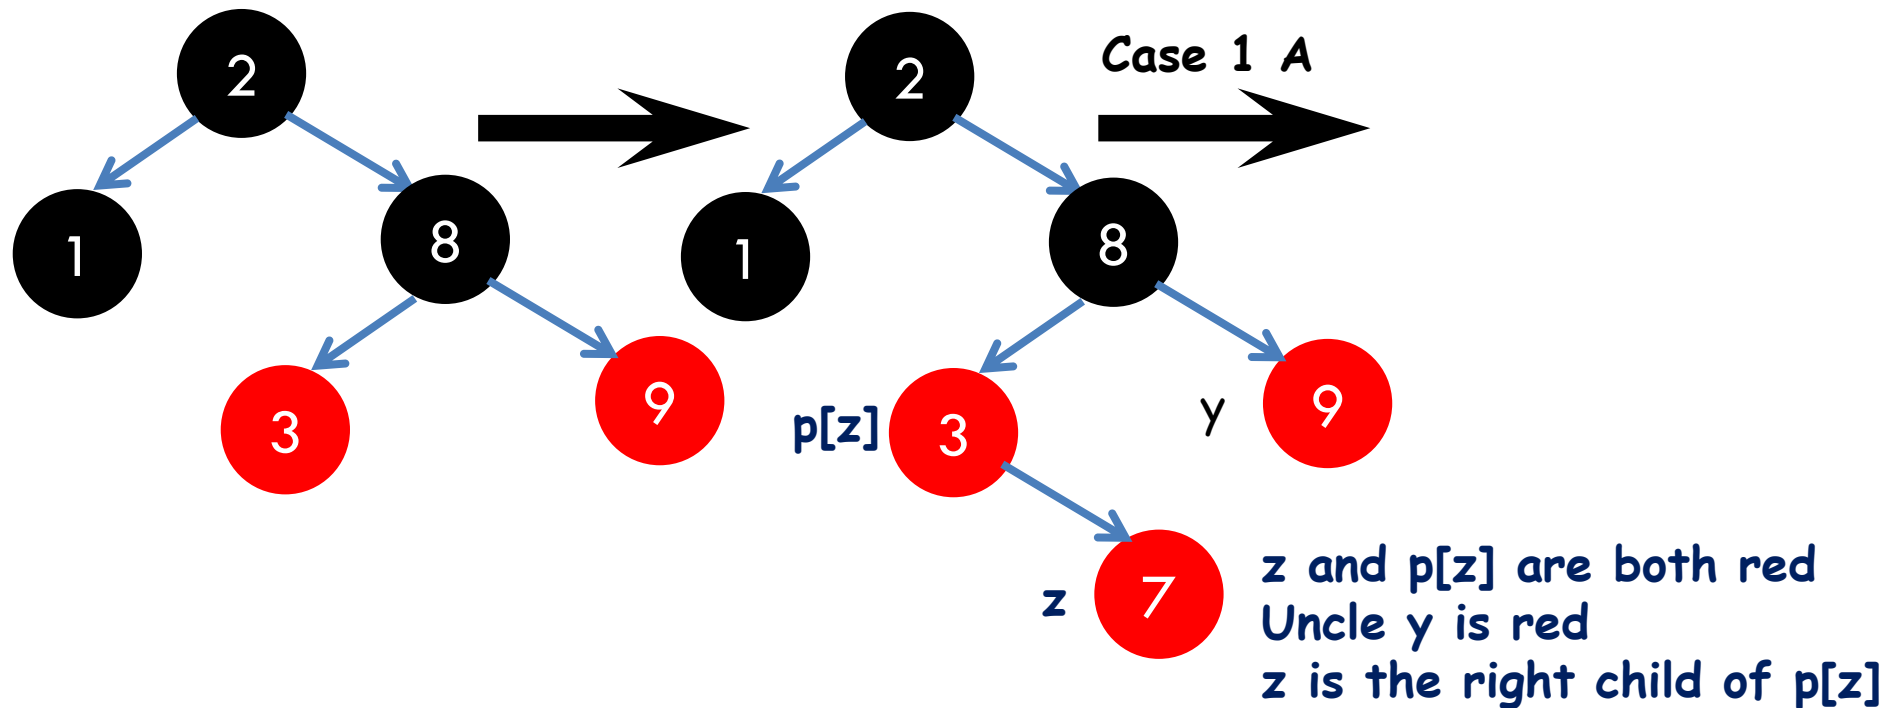 2
2
Case 1 A
1
8
1
8
3
9
p[z]
3
y
9
z
7
z and p[z] are both red
Uncle y is red
z is the right child of p[z]